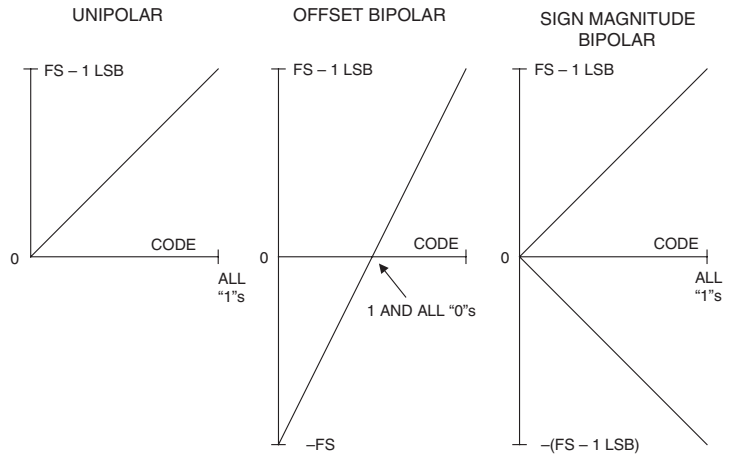 UNIPOLAR
FS – 1 LSB
0
CODE
ALL
“1”s
OFFSET BIPOLAR
FS – 1 LSB
0
CODE
1 AND ALL “0”s
–FS
SIGN MAGNITUDE
BIPOLAR
FS – 1 LSB
0
CODE
ALL
“1”s
–(FS – 1 LSB)